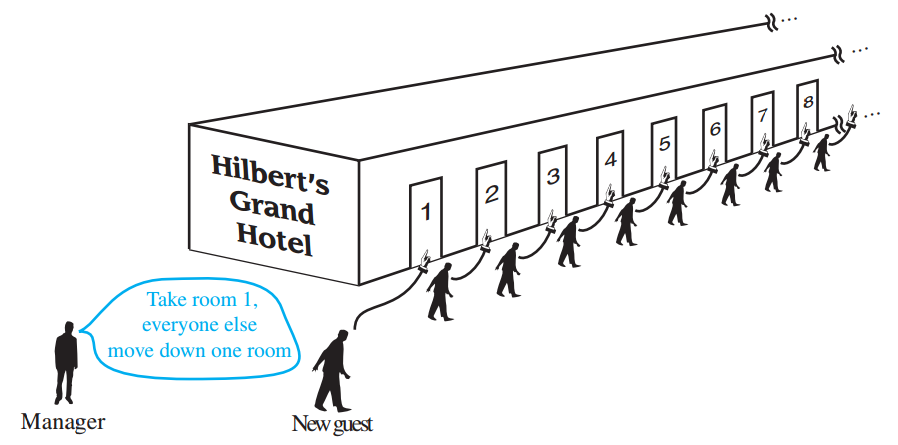 Hilbert's
Grand
Hotel
1
2
3
4
5
6
7
8
...
...
...
Take room 1,
everyone else
move down one room
Manager
New guest